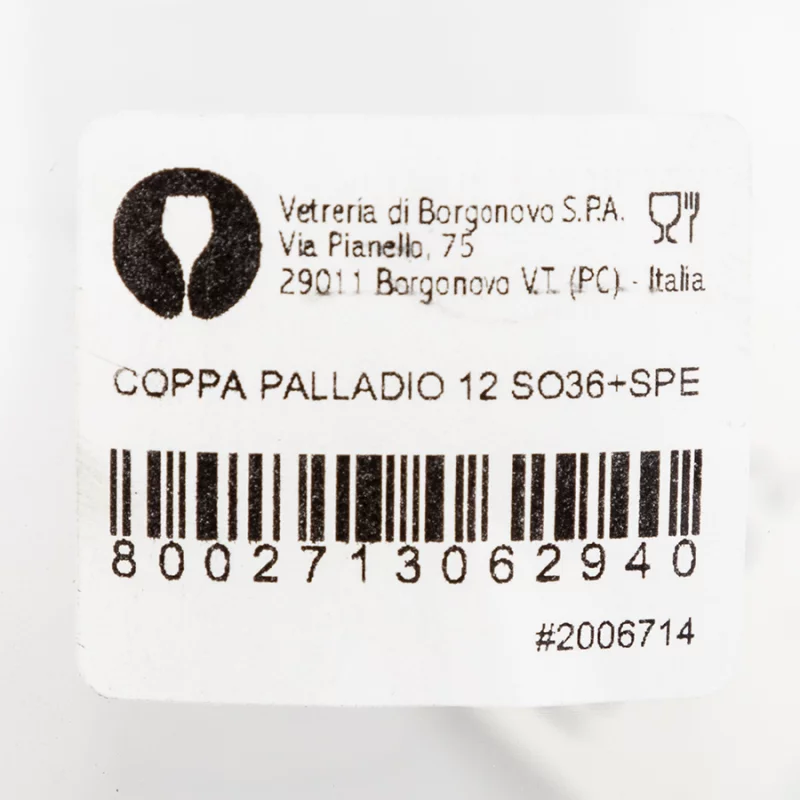 Vetreria di Borgonovo S.P.A.
Via Pianello, 75
29011 Borgonovo V.T. (PC) - Italia
COPPA PALLADIO 12 SO36+SPE
8002713062940
#2006714